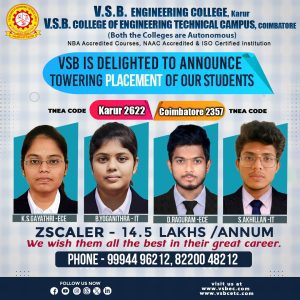 V.S.B. ENGINEERING COLLEGE, Karur
V.S.B. COLLEGE OF ENGINEERING TECHNICAL CAMPUS, COIMBATORE
(Both the Colleges are Autonomous)
NBA Accredited Courses, NAAC Accredited & ISO Certified Institution
VSB IS DELIGHTED TO ANNOUNCE
TOWERING PLACEMENT OF OUR STUDENTS
TNEA CODE Karur 2622 Coimbatore 2357 TNEA CODE
K.S.GAYATHRI -ECE B.YOGANITHRA - IT D.RAGURAM -ECE S.AKHILLAN -IT
ZSCALER - 14.5 LAKHS /ANNUM
We wish them all the best in their great career.
PHONE - 99944 96212, 82200 48212
FOLLOW US NOW
visit us at
www.vsbec.com
www.vsbcetc.com